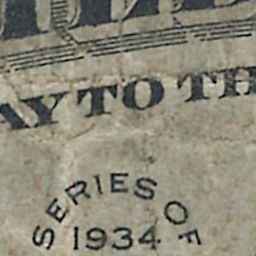 AY TO TH
SERIES OF
1934